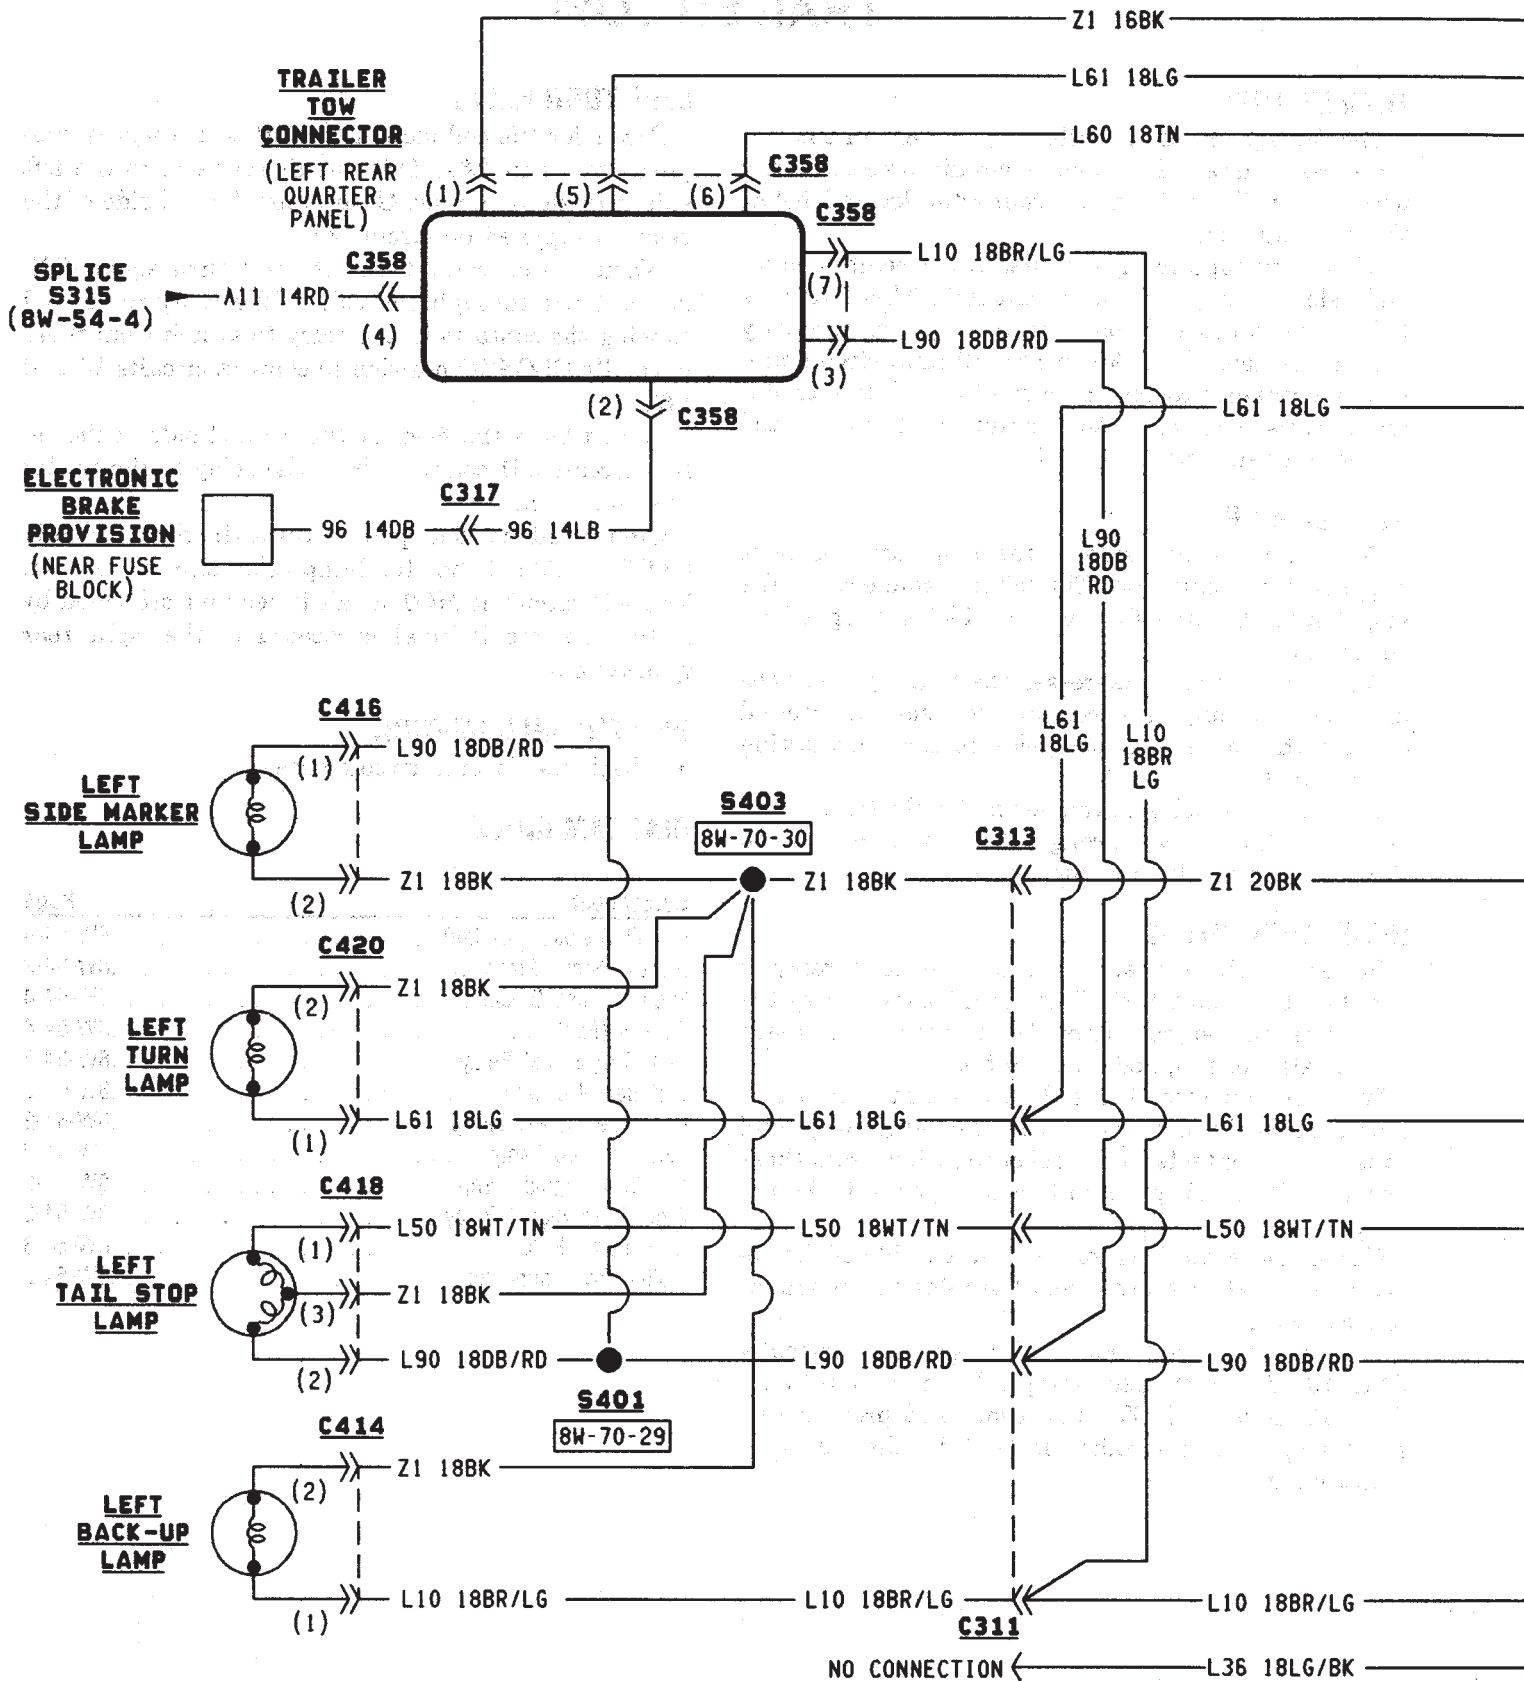 Z1 16BK
L61 18LG
L60 18TN
TRAILER
TOW
CONNECTOR
(LEFT REAR
QUARTER
PANEL)
C358
(1)
(5)
(6)
C358
L10 18BR/LG
(7)
SPLICE
S315
(8W-54-4)
A11 14RD
C358
(4)
L90 18DB/RD
(3)
(2)
C358
L61 18LG
ELECTRONIC
BRAKE
PROVISION
(NEAR FUSE
BLOCK)
96 14DB
C317
96 14LB
L90
18DB
RD
L61
18LG
L10
18BR
LG
C416
(1)
L90 18DB/RD
LEFT
SIDE MARKER
LAMP
S403
8W-70-30
C313
(2)
Z1 18BK
Z1 18BK
Z1 20BK
C420
(2)
Z1 18BK
LEFT
TURN
LAMP
(1)
L61 18LG
L61 18LG
L61 18LG
C418
(1)
L50 18WT/TN
L50 18WT/TN
L50 18WT/TN
LEFT
TAIL STOP
LAMP
(3)
Z1 18BK
(2)
L90 18DB/RD
L90 18DB/RD
L90 18DB/RD
S401
8W-70-29
C414
(2)
Z1 18BK
LEFT
BACK-UP
LAMP
(1)
L10 18BR/LG
L10 18BR/LG
L10 18BR/LG
C311
NO CONNECTION
L36 18LG/BK